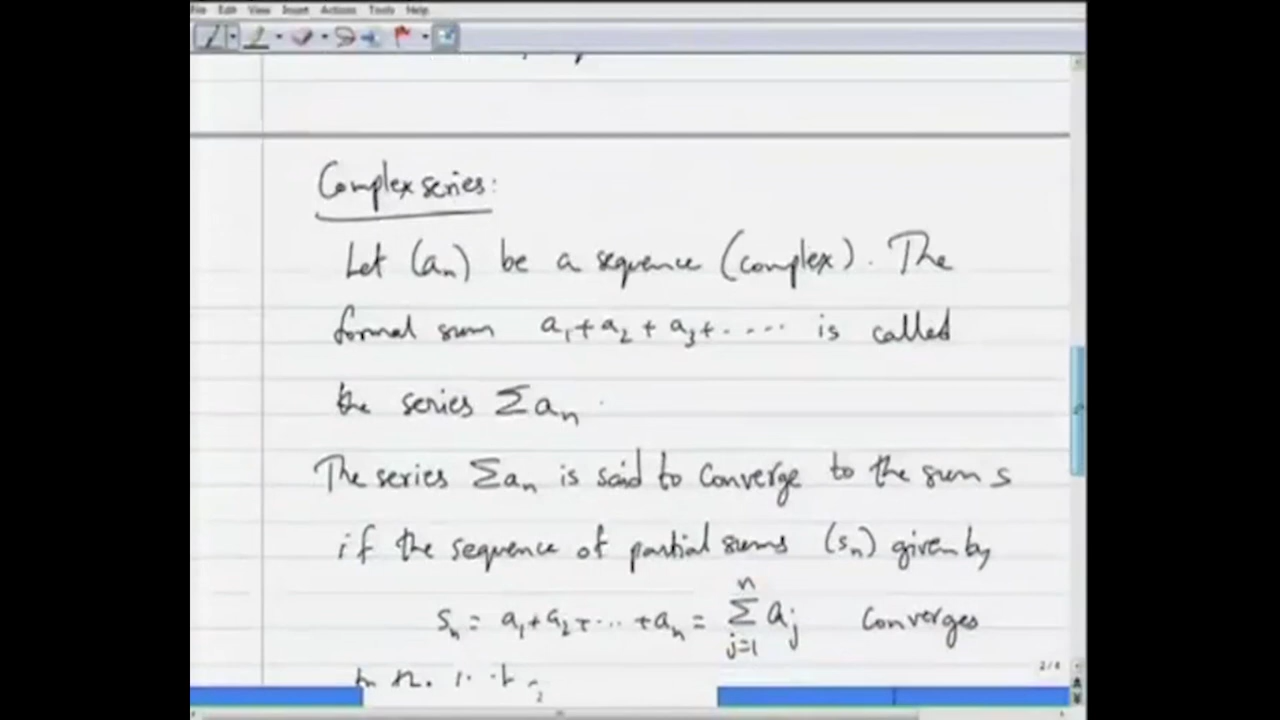 File Edit View Insert Actions Tools Help
Complex series:
Let (aₙ) be a sequence (complex). The
formal sum a₁+a₂+a₃+..... is called
the series Σaₙ.
The series Σaₙ is said to converge to the sum s
if the sequence of partial sums (sₙ) given by
sₙ = a₁+a₂+...+aₙ = Σⁿⱼ₌₁ aⱼ converges